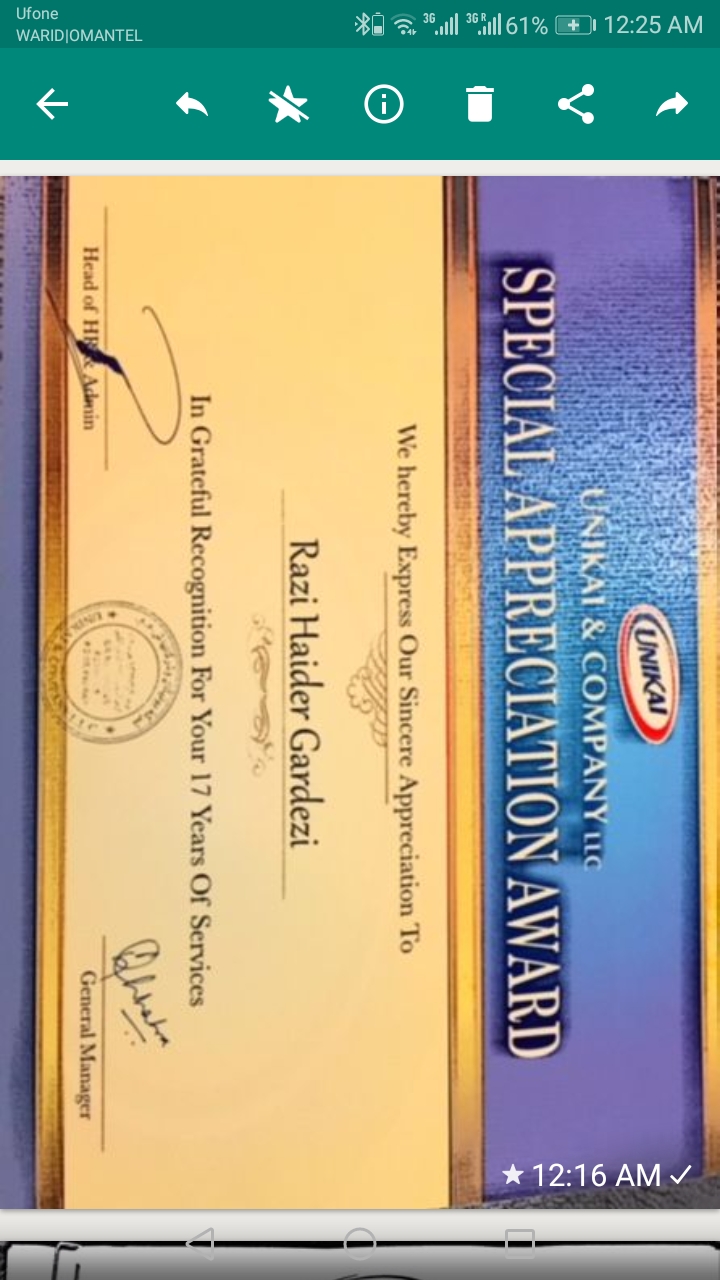 Ufone
WARID|OMANTEL
3G
3G R
61%
12:25 AM
UNIKAI
UNIKAI & COMPANY LLC
SPECIAL APPRECIATION AWARD
We hereby Express Our Sincere Appreciation To
Razi Haider Gardezi
In Grateful Recognition For Your 17 Years Of Services
Head of HR & Admin
General Manager
12:16 AM